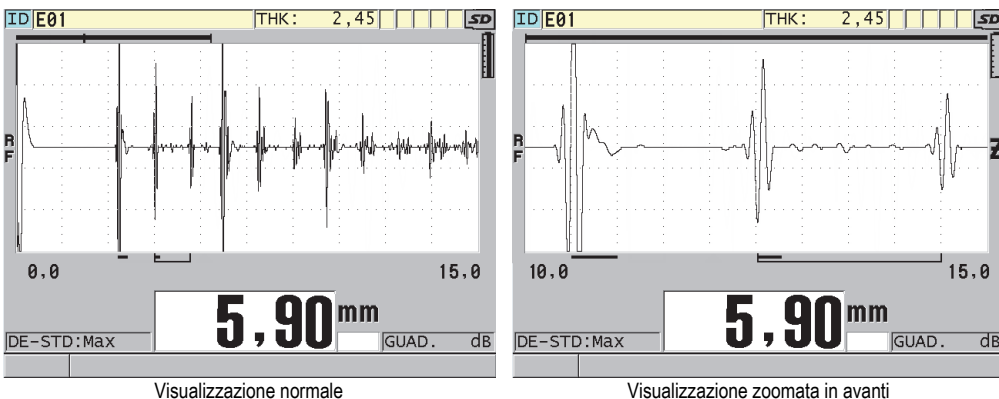 ID E01 THK: 2,45 SD
R
F
0,0 15,0
5,90 mm
DE-STD:Max GUAD. dB
Visualizzazione normale
ID E01 THK: 2,45 SD
R
F
Z
10,0 15,0
5,90 mm
DE-STD:Max GUAD. dB
Visualizzazione zoomata in avanti